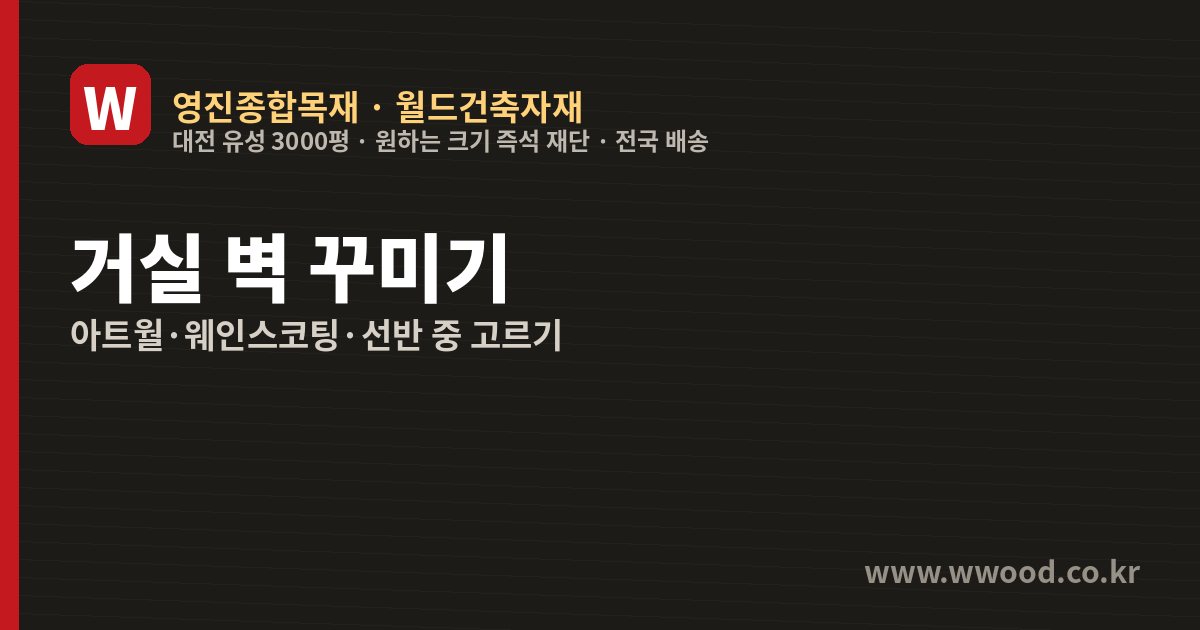 W
영진종합목재 · 월드건축자재
대전 유성 3000평 · 원하는 크기 즉석 재단 · 전국 배송
거실 벽 꾸미기
아트월·웨인스코팅·선반 중 고르기
www.wwood.co.kr